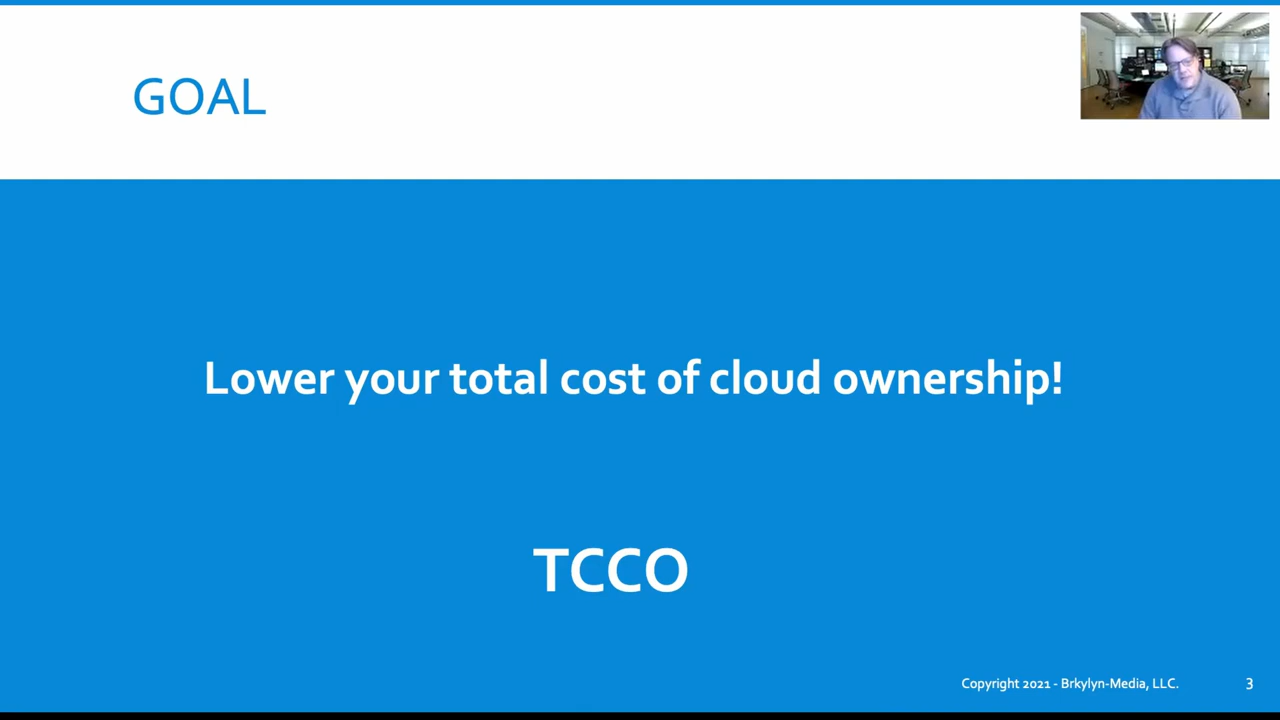 GOAL
Lower your total cost of cloud ownership!
TCCO
Copyright 2021 - Brkylyn-Media, LLC.
3